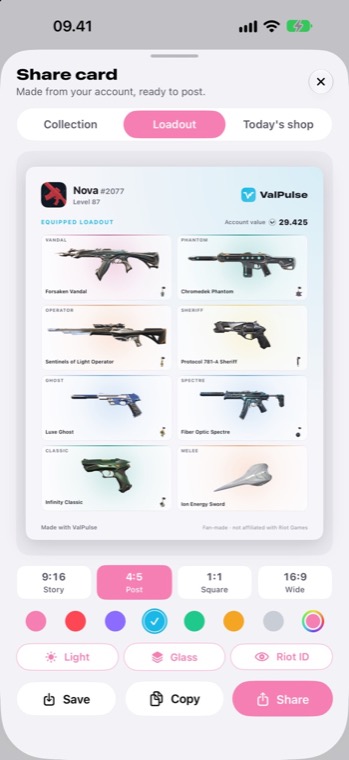 09.41
Share card
Made from your account, ready to post.
Collection
Loadout
Today's shop
Nova #2077
Level 87
ValPulse
EQUIPPED LOADOUT
Account value 29.425
VANDAL
Forsaken Vandal
PHANTOM
Chromedek Phantom
OPERATOR
Sentinels of Light Operator
SHERIFF
Protocol 781-A Sheriff
GHOST
Luxe Ghost
SPECTRE
Fiber Optic Spectre
CLASSIC
Infinity Classic
MELEE
Ion Energy Sword
Made with ValPulse
Fan-made · not affiliated with Riot Games
9:16
Story
4:5
Post
1:1
Square
16:9
Wide
Light
Glass
Riot ID
Save
Copy
Share